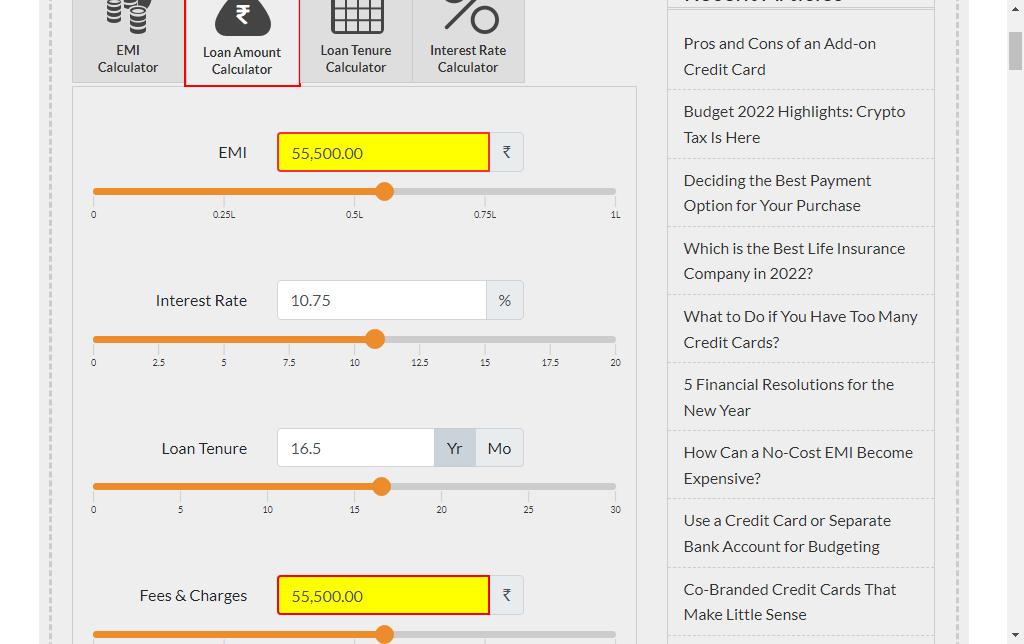 EMI
Calculator
₹
Loan Amount
Calculator
Loan Tenure
Calculator
Interest Rate
Calculator
EMI
55,500.00
₹
0
0.25L
0.5L
0.75L
1L
Interest Rate
10.75
%
0
2.5
5
7.5
10
12.5
15
17.5
20
Loan Tenure
16.5
Yr
Mo
0
5
10
15
20
25
30
Fees & Charges
55,500.00
₹
Recent Articles
Pros and Cons of an Add-on
Credit Card
Budget 2022 Highlights: Crypto
Tax Is Here
Deciding the Best Payment
Option for Your Purchase
Which is the Best Life Insurance
Company in 2022?
What to Do if You Have Too Many
Credit Cards?
5 Financial Resolutions for the
New Year
How Can a No-Cost EMI Become
Expensive?
Use a Credit Card or Separate
Bank Account for Budgeting
Co-Branded Credit Cards That
Make Little Sense